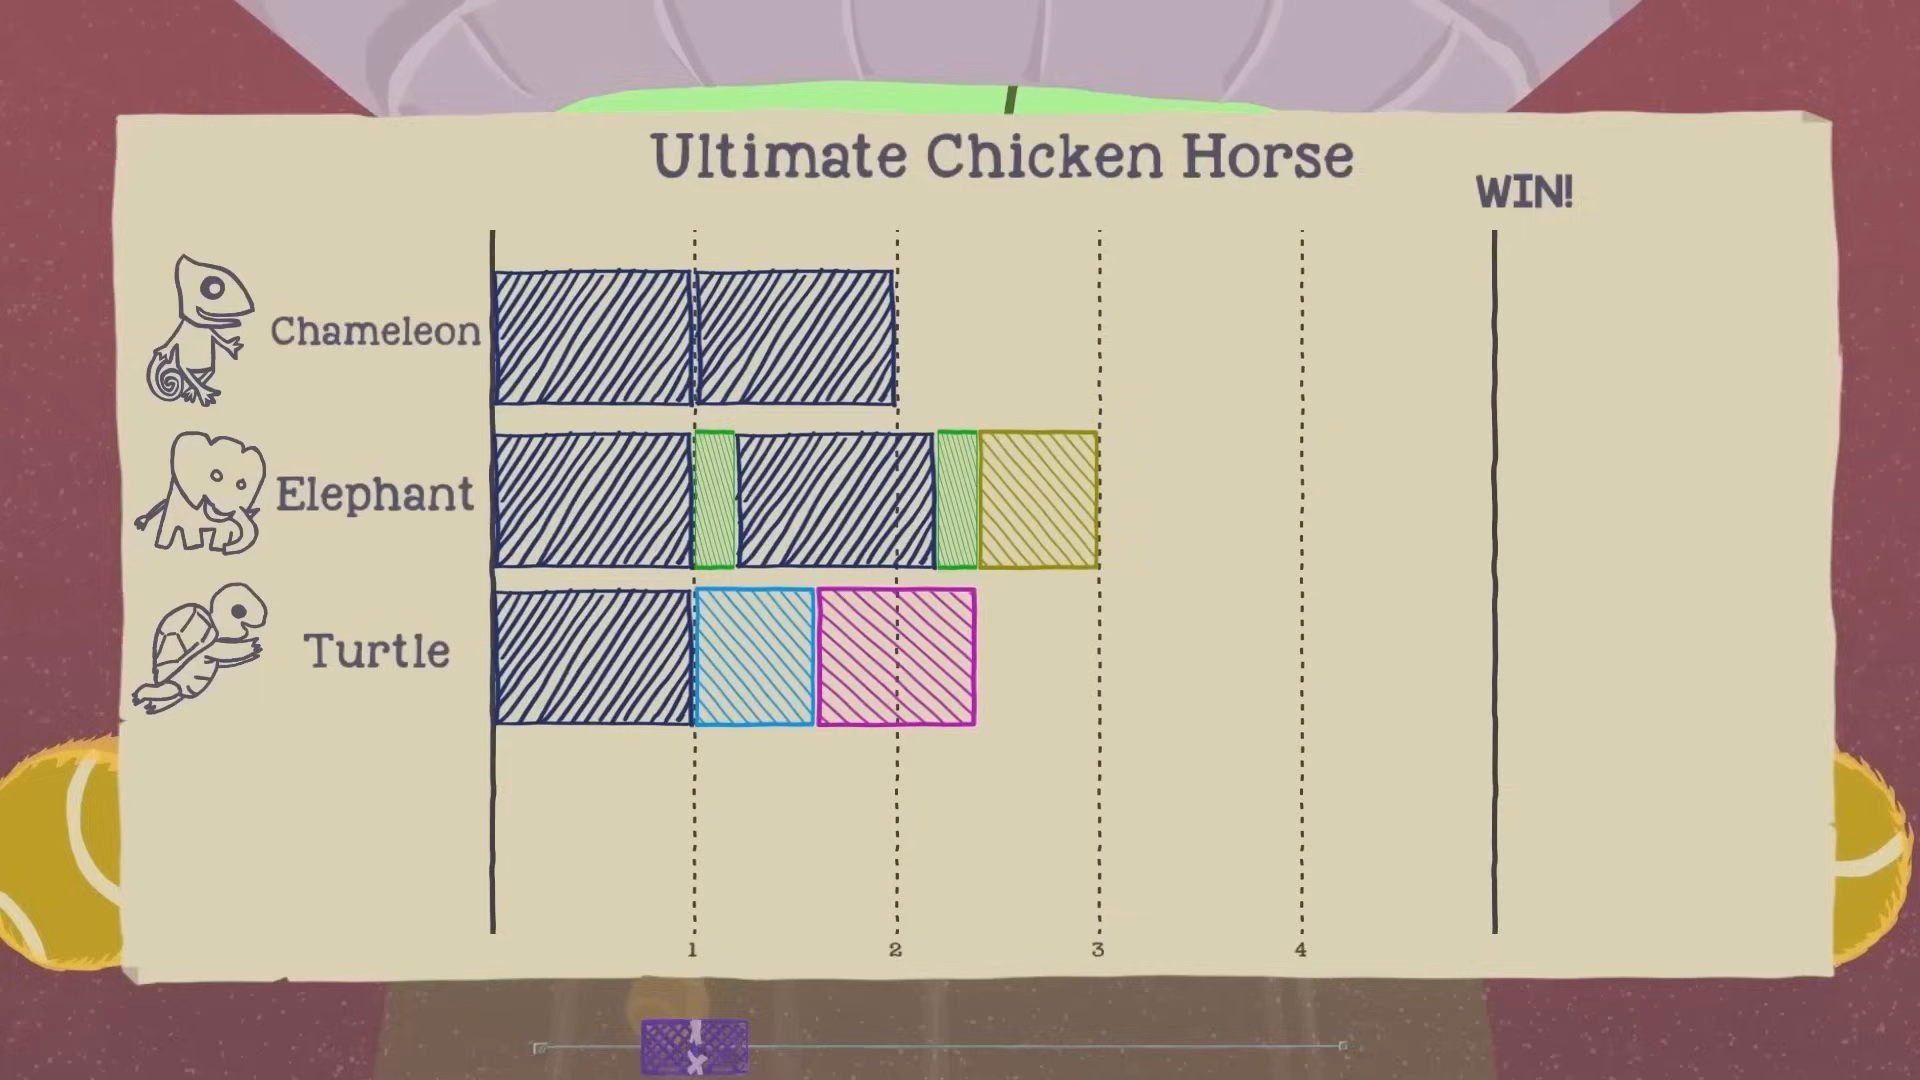 Ultimate Chicken Horse
WIN!
Chameleon
Elephant
Turtle
1 2 3 4